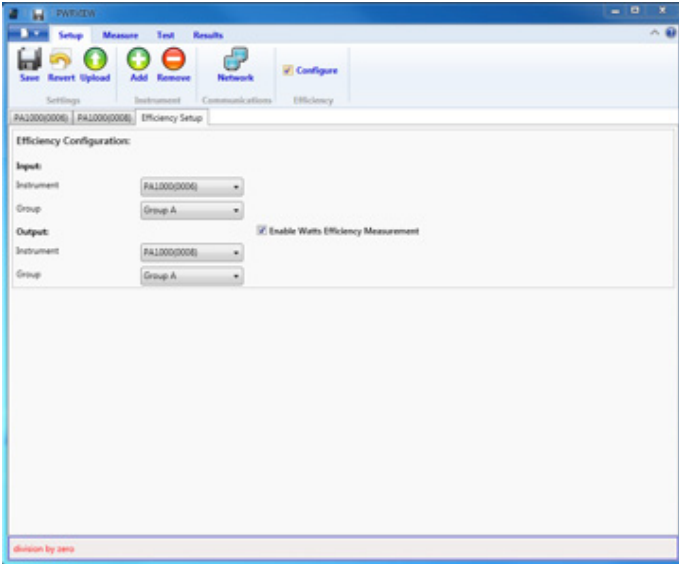 PWRVIEW
Setup Measure Test Results
Save Revert Upload Add Remove Network Configure
Settings Instrument Communications Efficiency
PA1000(0006) PA1000(0008) Efficiency Setup
Efficiency Configuration:
Input:
Instrument PA1000(0006)
Group Group A
Output: Enable Watts Efficiency Measurement
Instrument PA1000(0008)
Group Group A
division by zero